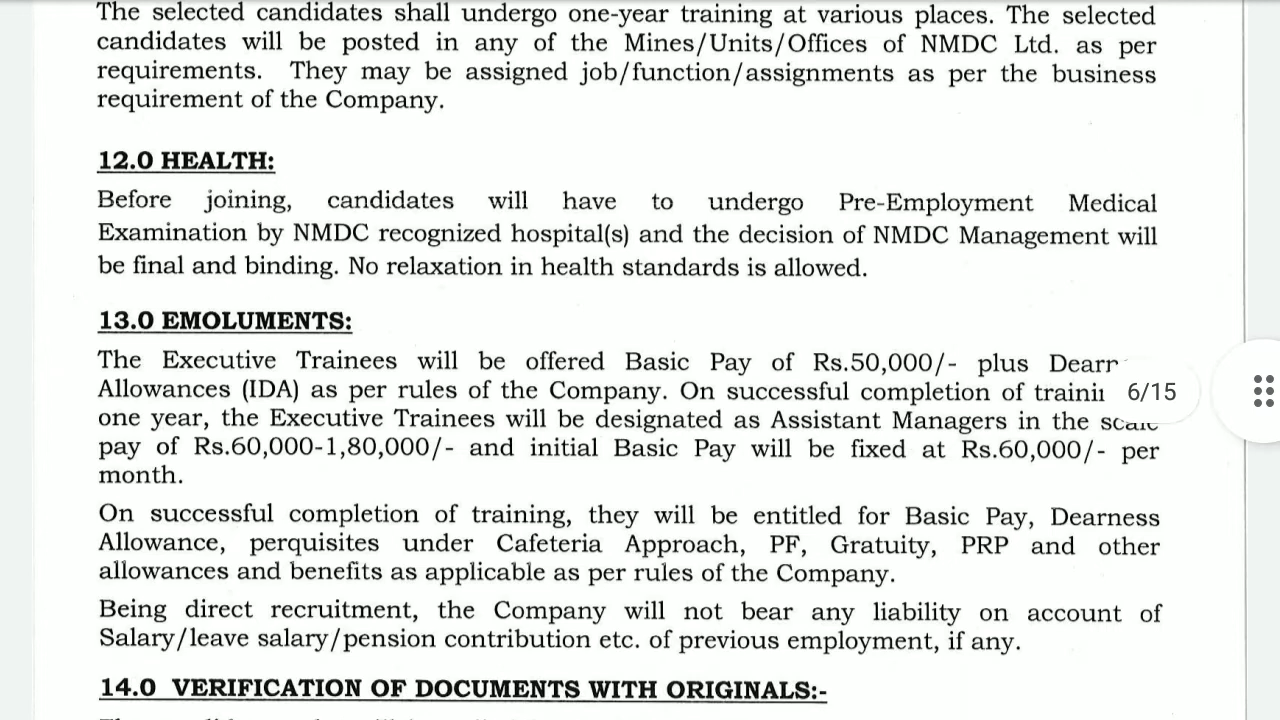 The selected candidates shall undergo one-year training at various places. The selected
candidates will be posted in any of the Mines/Units/Offices of NMDC Ltd. as per
requirements. They may be assigned job/function/assignments as per the business
requirement of the Company.
12.0 HEALTH:
Before joining, candidates will have to undergo Pre-Employment Medical
Examination by NMDC recognized hospital(s) and the decision of NMDC Management will
be final and binding. No relaxation in health standards is allowed.
13.0 EMOLUMENTS:
The Executive Trainees will be offered Basic Pay of Rs.50,000/- plus
Allowances (IDA) as per rules of the Company. On successful completion of
6/15
one year, the Executive Trainees will be designated as Assistant Managers in the
pay of Rs.60,000-1,80,000/- and initial Basic Pay will be fixed at Rs.60,000/- per
month.
On successful completion of training, they will be entitled for Basic Pay, Dearness
Allowance, perquisites under Cafeteria Approach, PF, Gratuity, PRP and other
allowances and benefits as applicable as per rules of the Company.
Being direct recruitment, the Company will not bear any liability on account of
Salary/leave salary/pension contribution etc. of previous employment, if any.
14.0 VERIFICATION OF DOCUMENTS WITH ORIGINALS:-